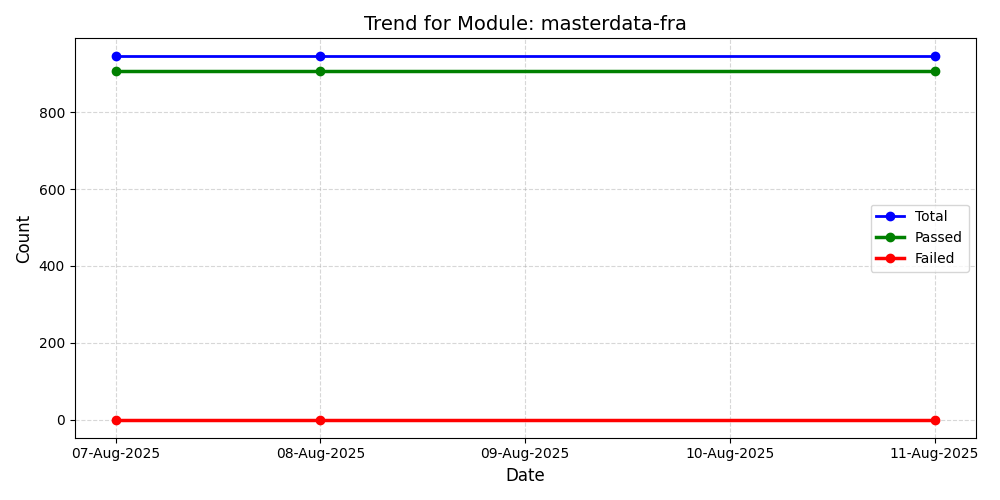 Trend for Module: masterdata-fra
Count
800
600
400
200
0
Total
Passed
Failed
07-Aug-2025 08-Aug-2025 09-Aug-2025 10-Aug-2025 11-Aug-2025
Date